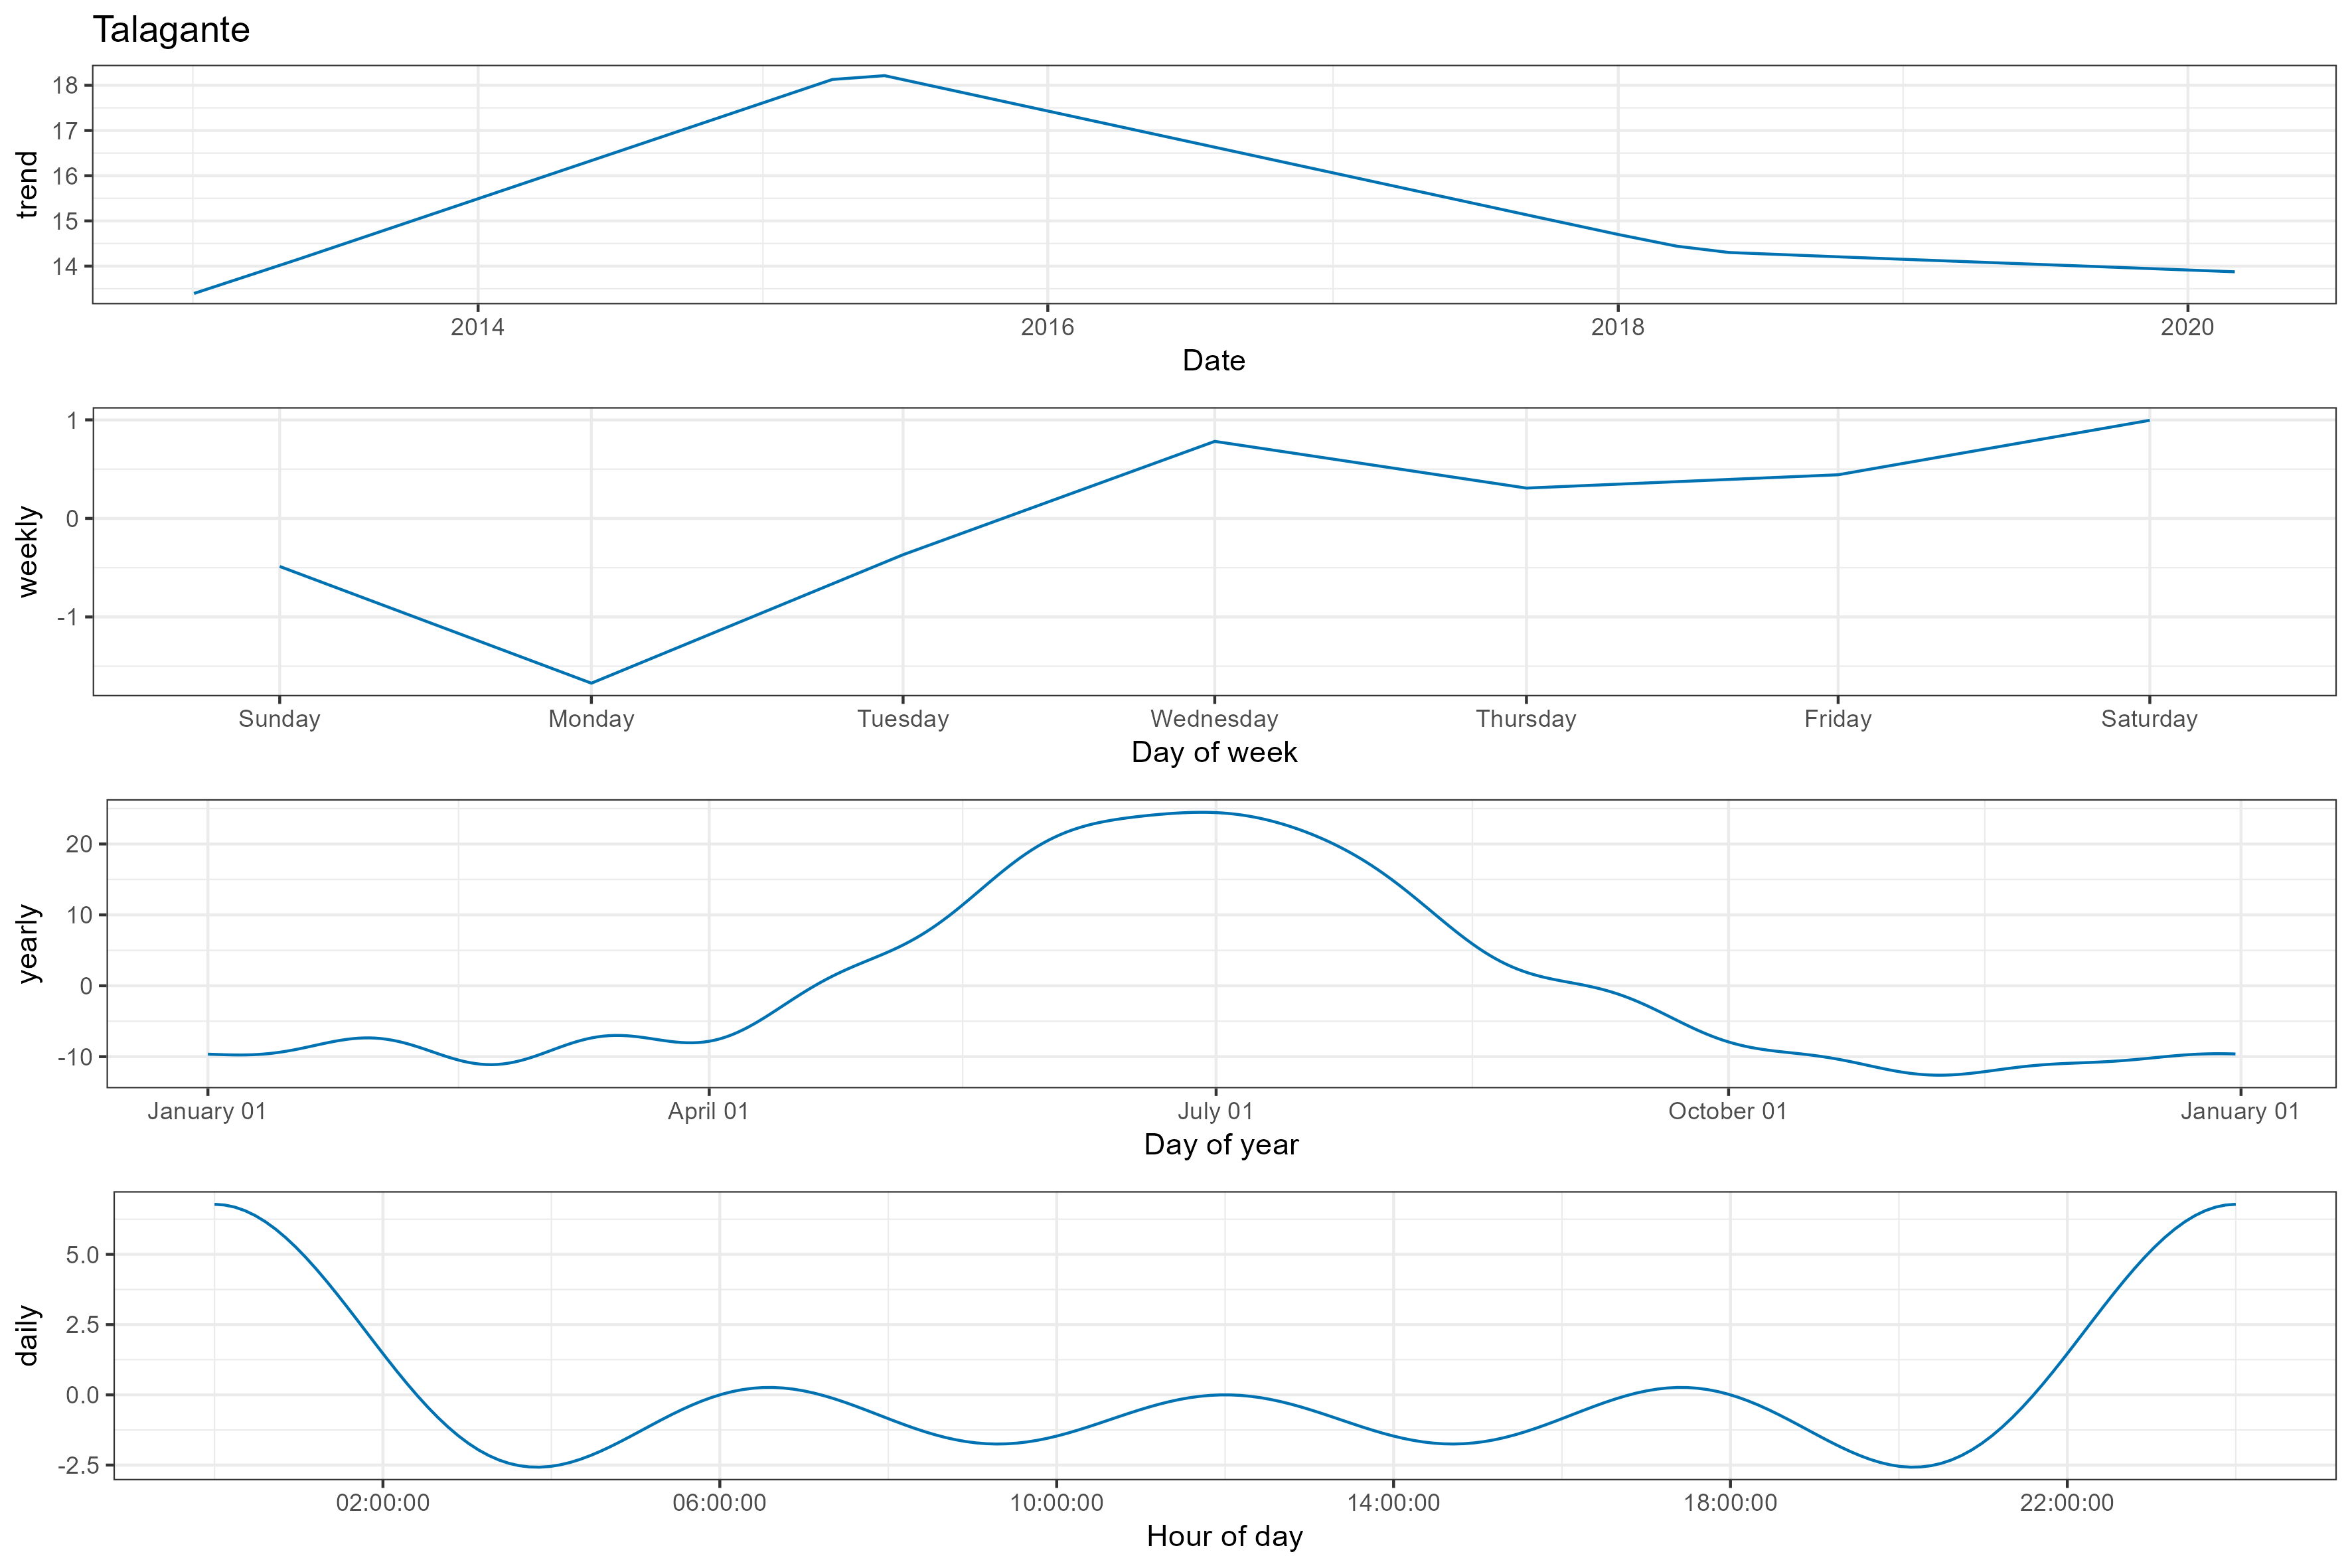 Talagante
trend
18
17
16
15
14
2014 2016 2018 2020
Date
weekly
1
0
-1
Sunday Monday Tuesday Wednesday Thursday Friday Saturday
Day of week
yearly
20
10
0
-10
January 01 April 01 July 01 October 01 January 01
Day of year
daily
5.0
2.5
0.0
-2.5
02:00:00 06:00:00 10:00:00 14:00:00 18:00:00 22:00:00
Hour of day